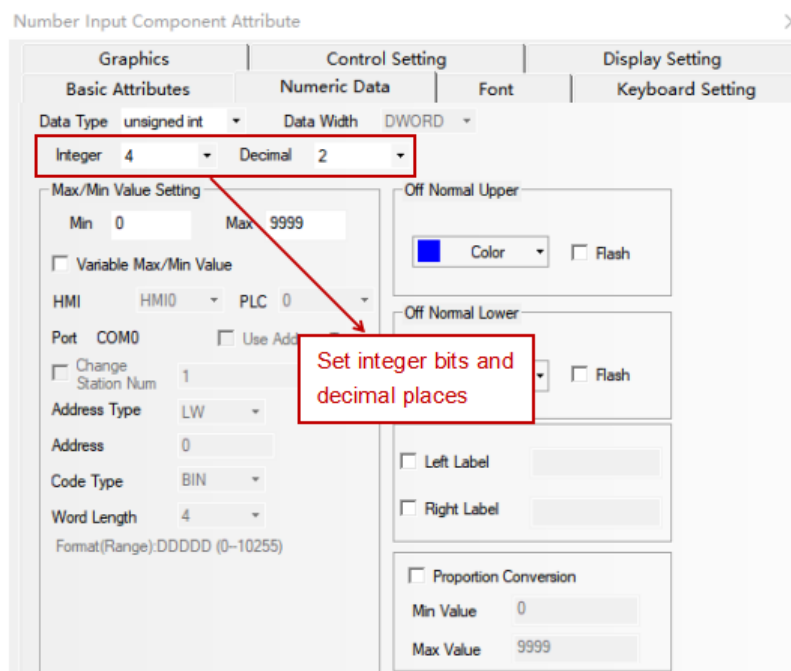 Number Input Component Attribute
Graphics Control Setting Display Setting
Basic Attributes Numeric Data Font Keyboard Setting
Data Type unsigned int Data Width DWORD
Integer 4 Decimal 2
Max/Min Value Setting
Min 0 Max 9999
Variable Max/Min Value
HMI HMI0 PLC 0
Port COM0 Use Add
Change
Station Num 1
Address Type LW
Address 0
Code Type BIN
Word Length 4
Format(Range):DDDDD (0--10255)
Off Normal Upper
Color Flash
Off Normal Lower
Flash
Set integer bits and
decimal places
Left Label
Right Label
Proportion Conversion
Min Value 0
Max Value 9999